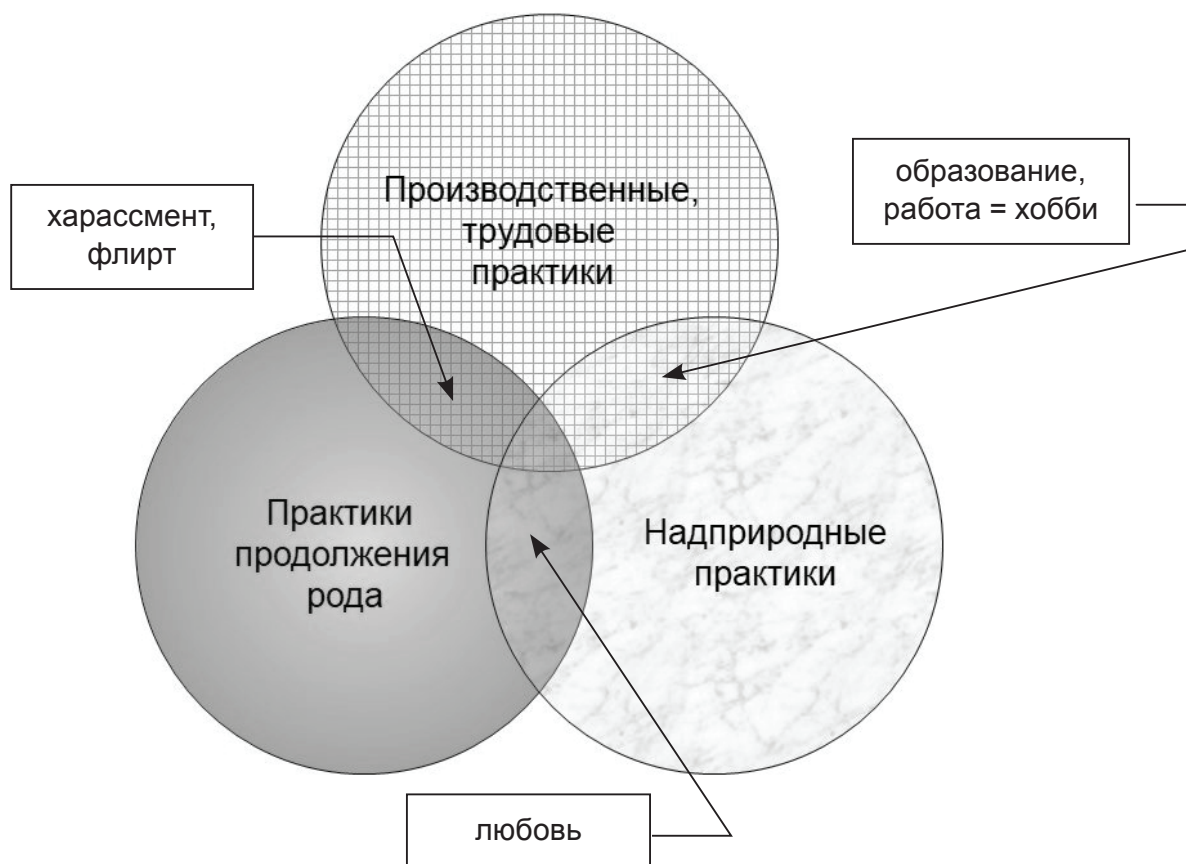 Производственные,
трудовые
практики
образование,
работа = хобби
харассмент,
флирт
Практики
продолжения
рода
Надприродные
практики
любовь